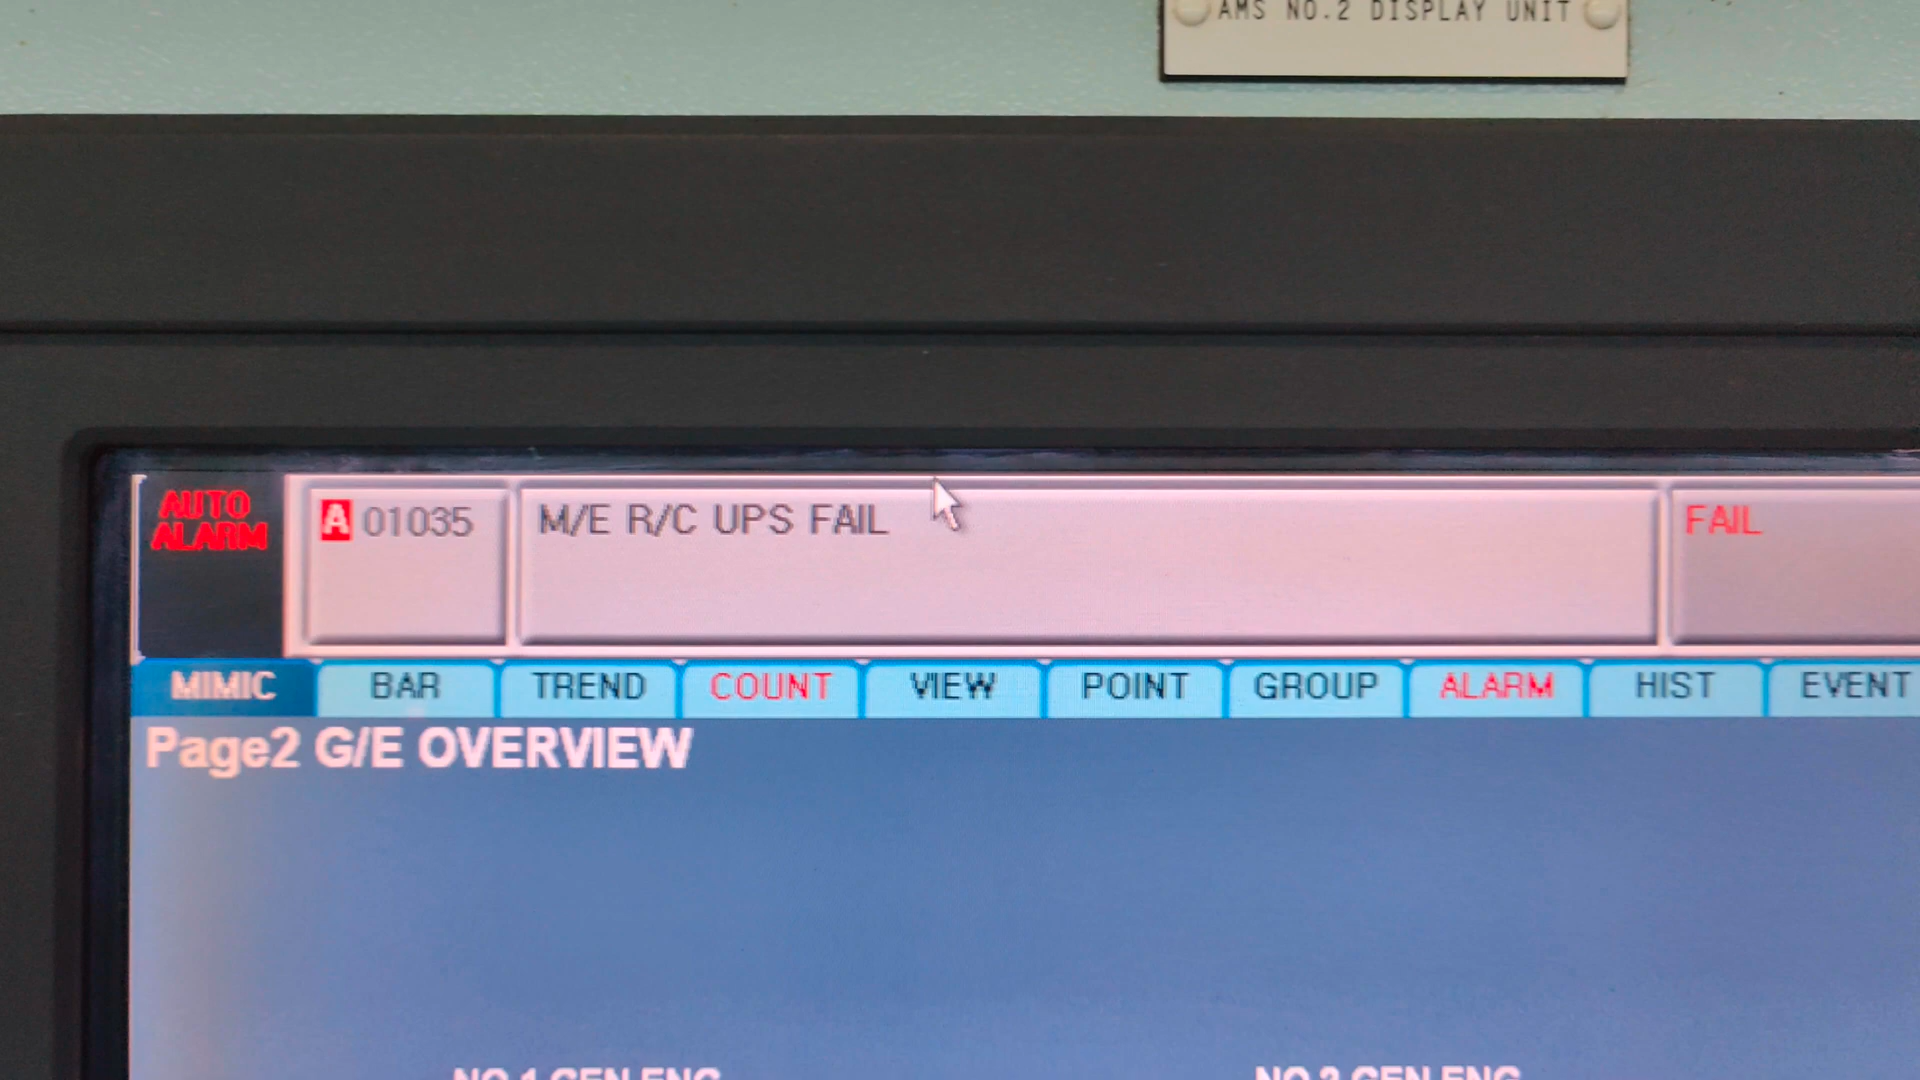 AMS NO.2 DISPLAY UNIT
AUTO
ALARM
A 01035
M/E R/C UPS FAIL
FAIL
MIMIC BAR TREND COUNT VIEW POINT GROUP ALARM HIST EVENT
Page2 G/E OVERVIEW
NO.1 GEN ENG NO.2 GEN ENG